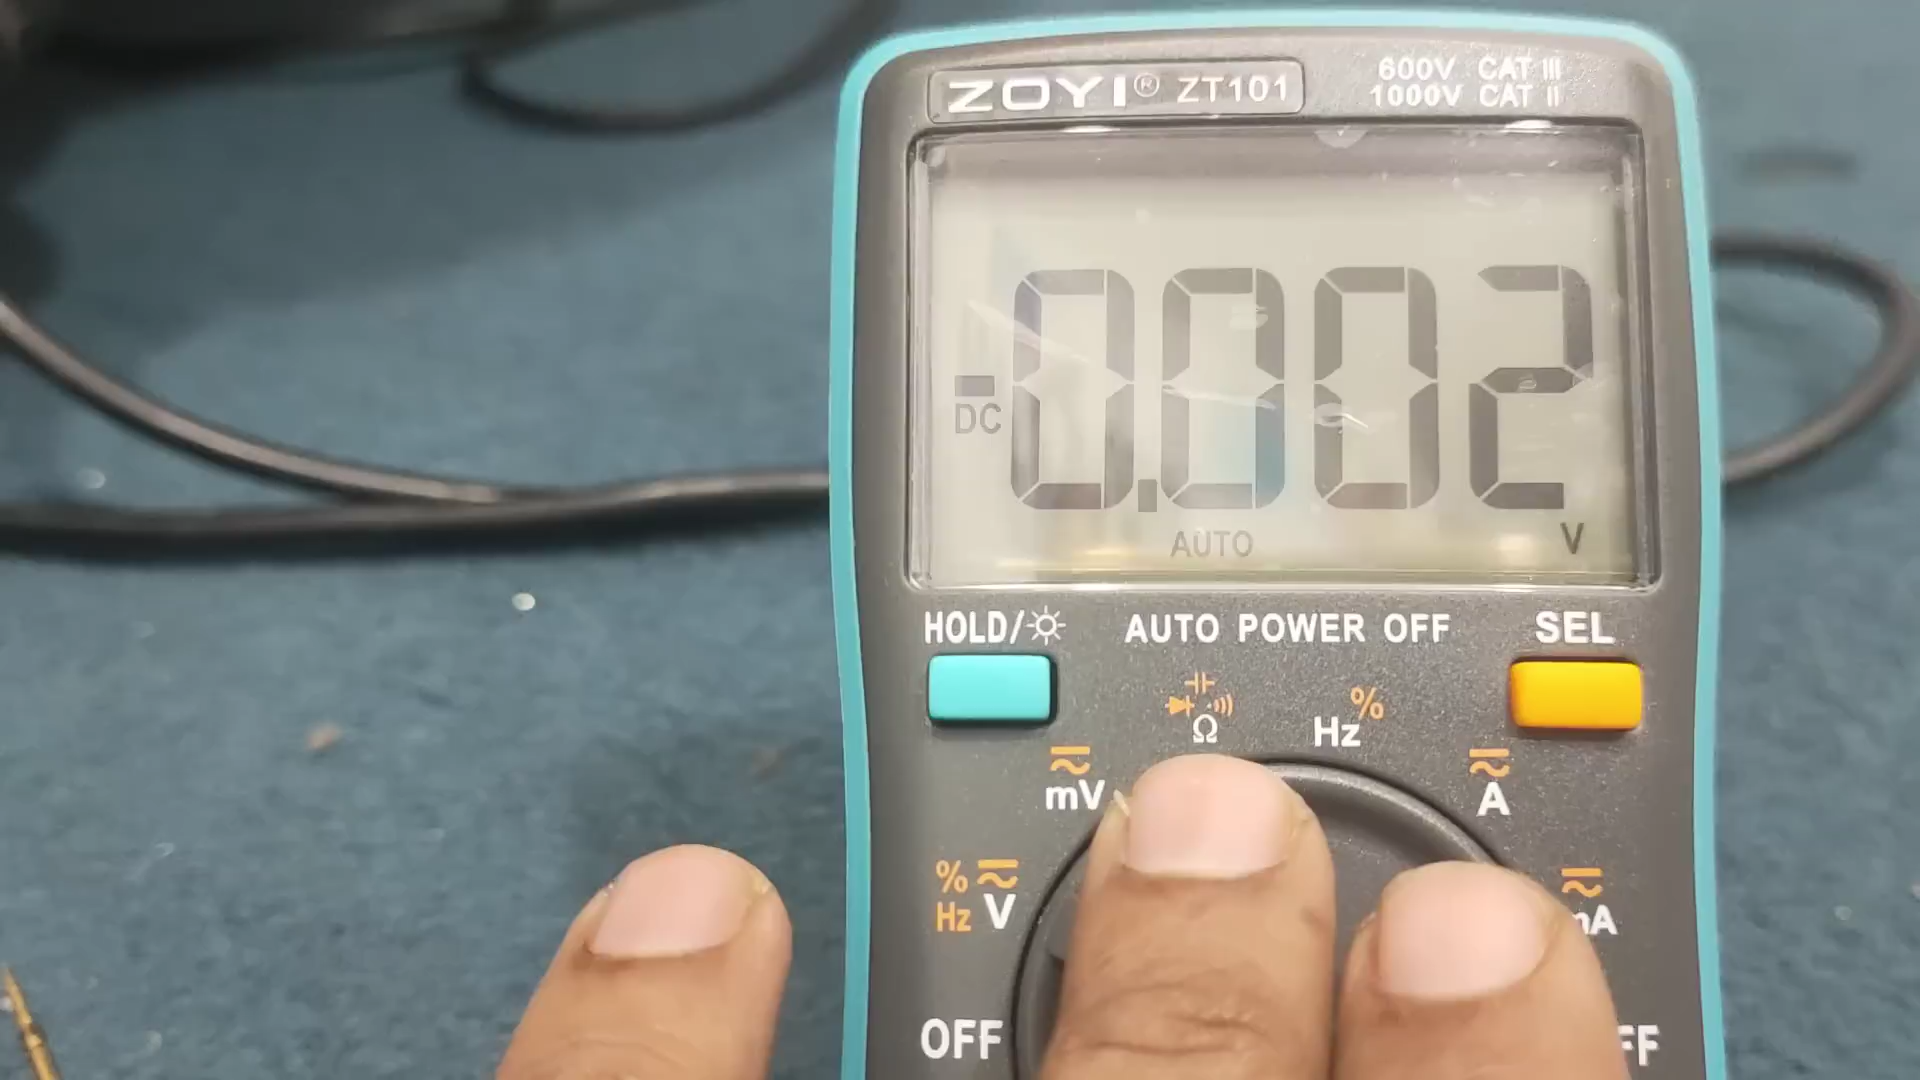 ZOYI® ZT101
600V CAT III
1000V CAT II
-0.002
DC
AUTO
V
HOLD/
AUTO POWER OFF
SEL
Ω
%
Hz
mV
A
%
Hz V
mA
OFF